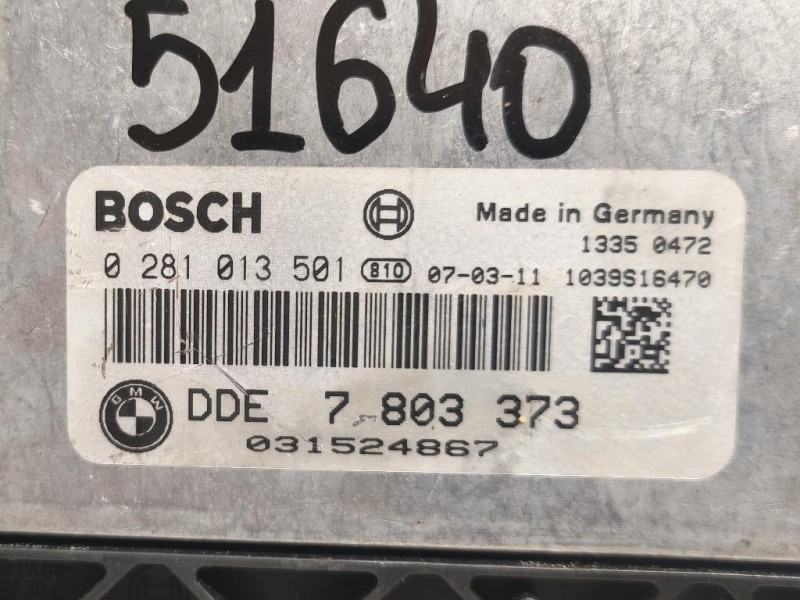 51640
BOSCH
Made in Germany
1335 0472
0 281 013 501 810 07-03-11 1039S16470
BMW
DDE 7 803 373
031524867